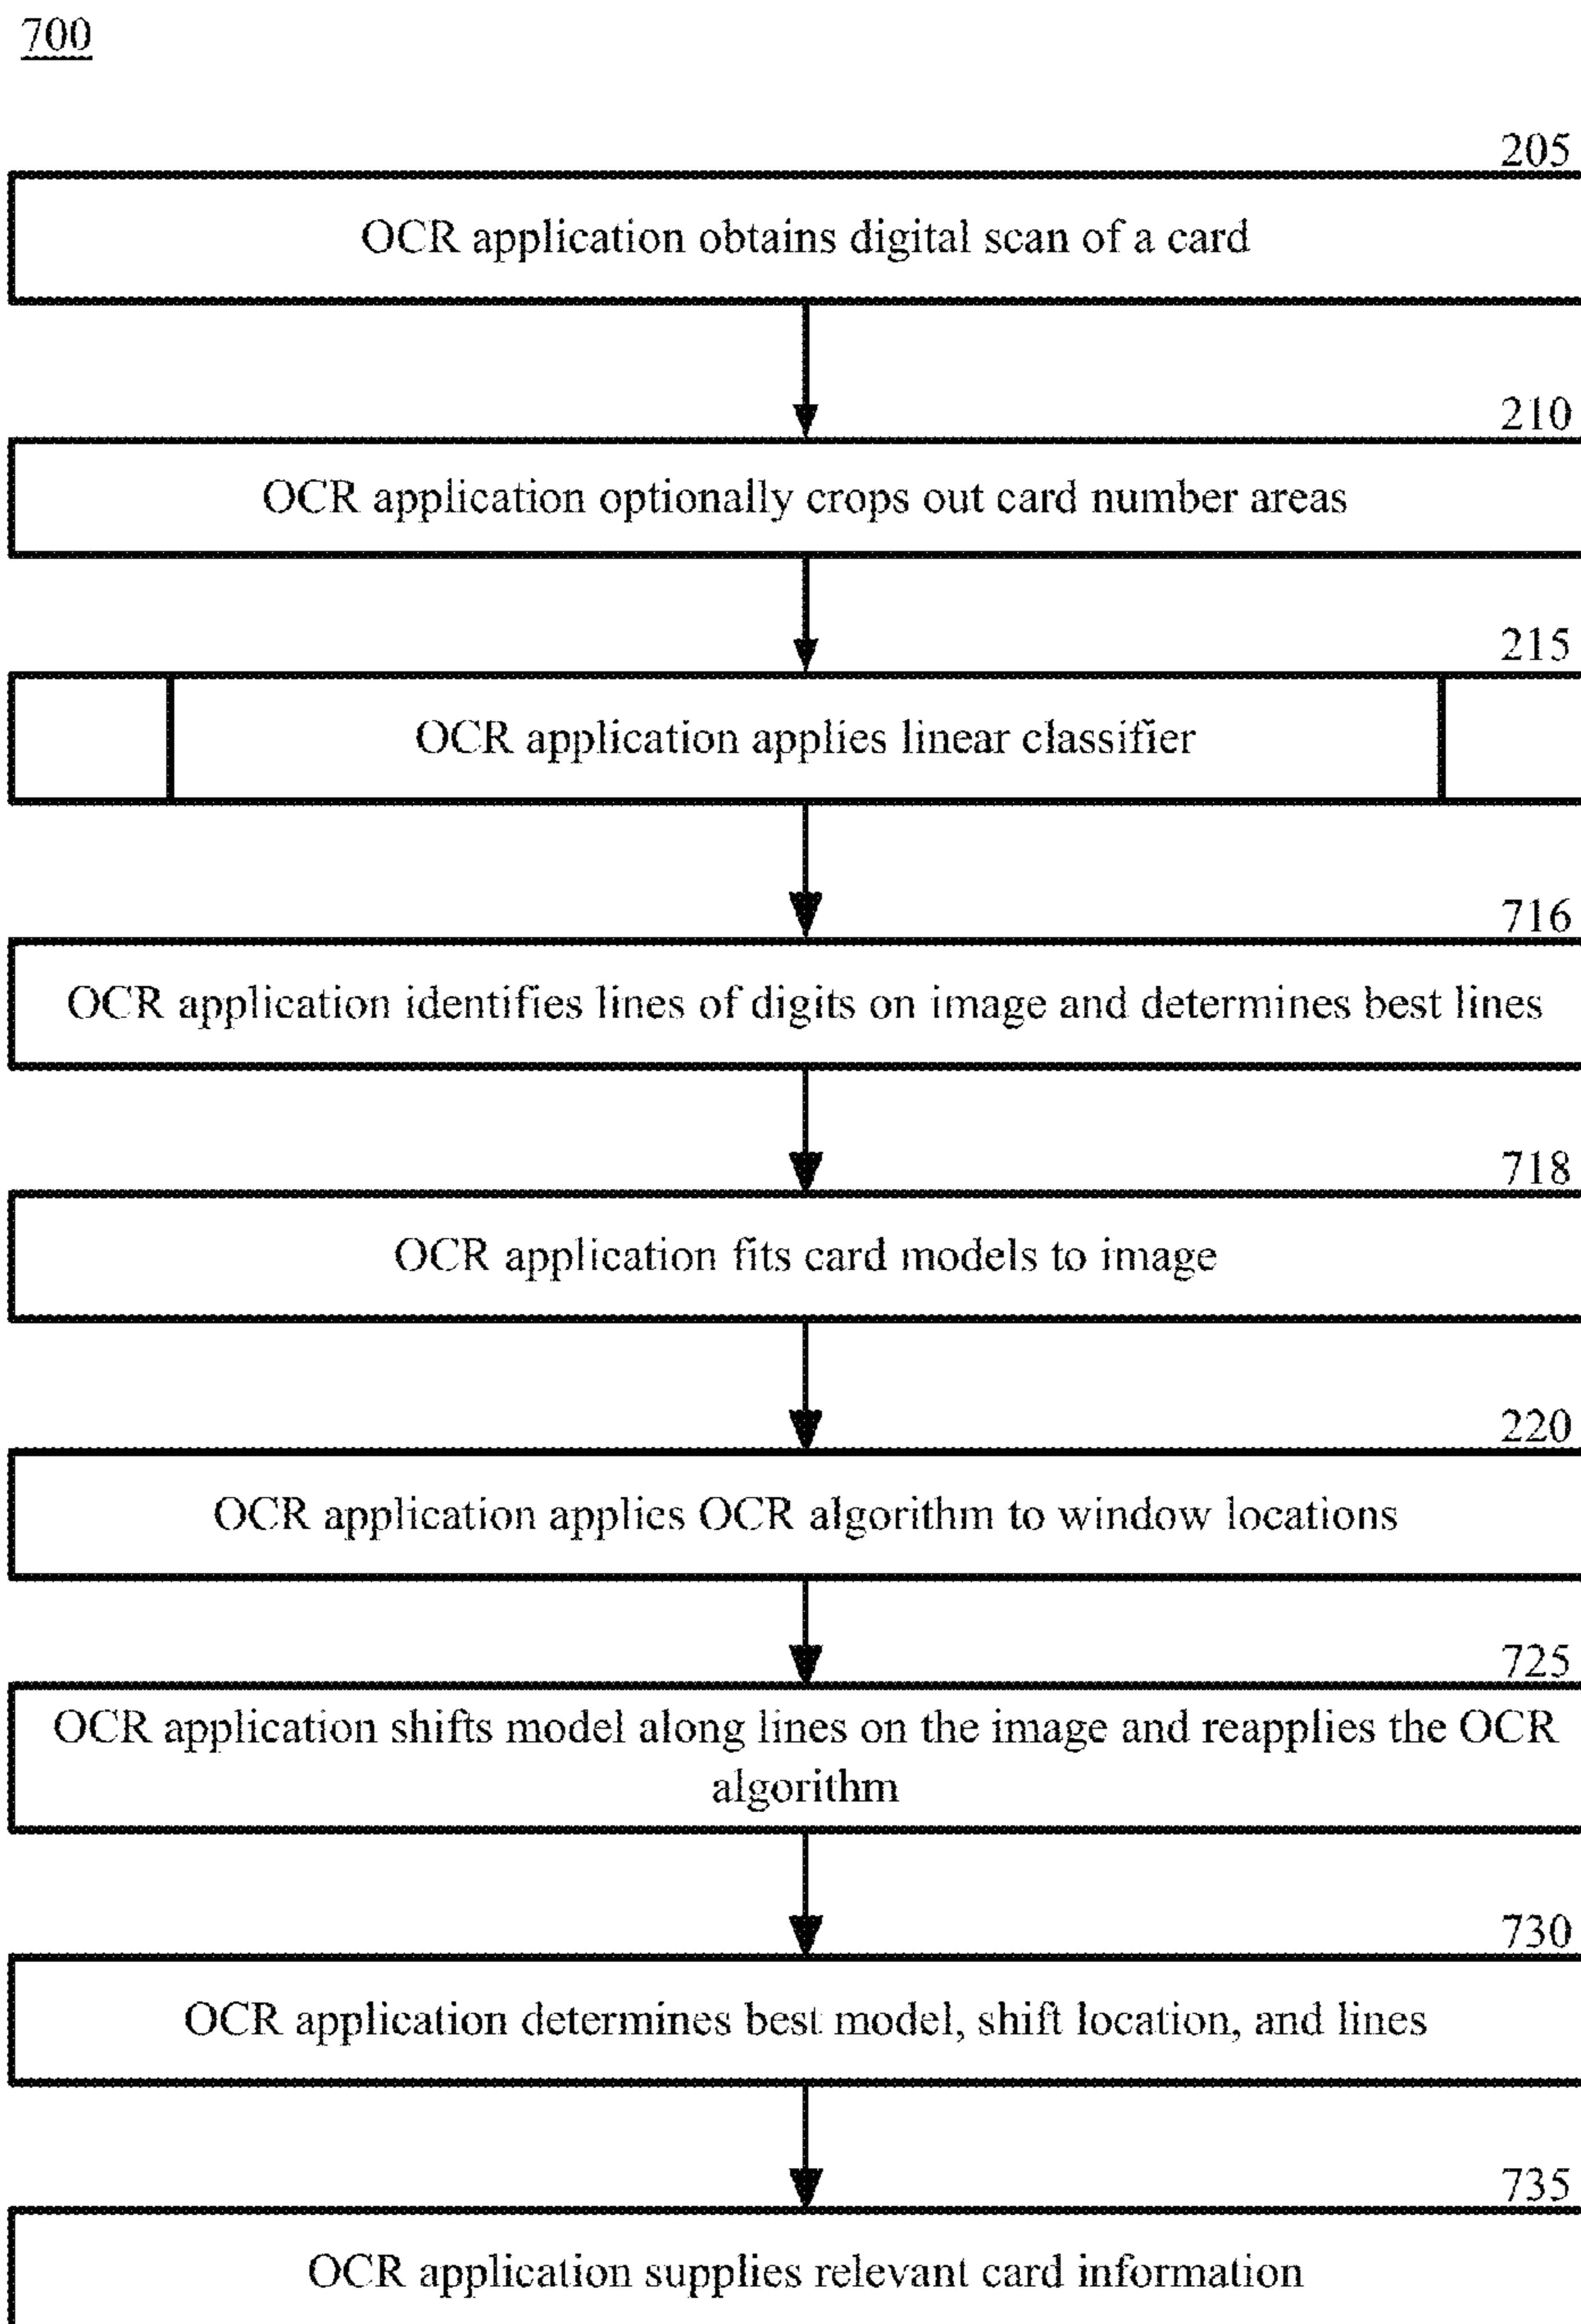 700
205
OCR application obtains digital scan of a card
210
OCR application optionally crops out card number areas
215
OCR application applies linear classifier
716
OCR application identifies lines of digits on image and determines best lines
718
OCR application fits card models to image
220
OCR application applies OCR algorithm to window locations
725
OCR application shifts model along lines on the image and reapplies the OCR
algorithm
730
OCR application determines best model, shift location, and lines
735
OCR application supplies relevant card information